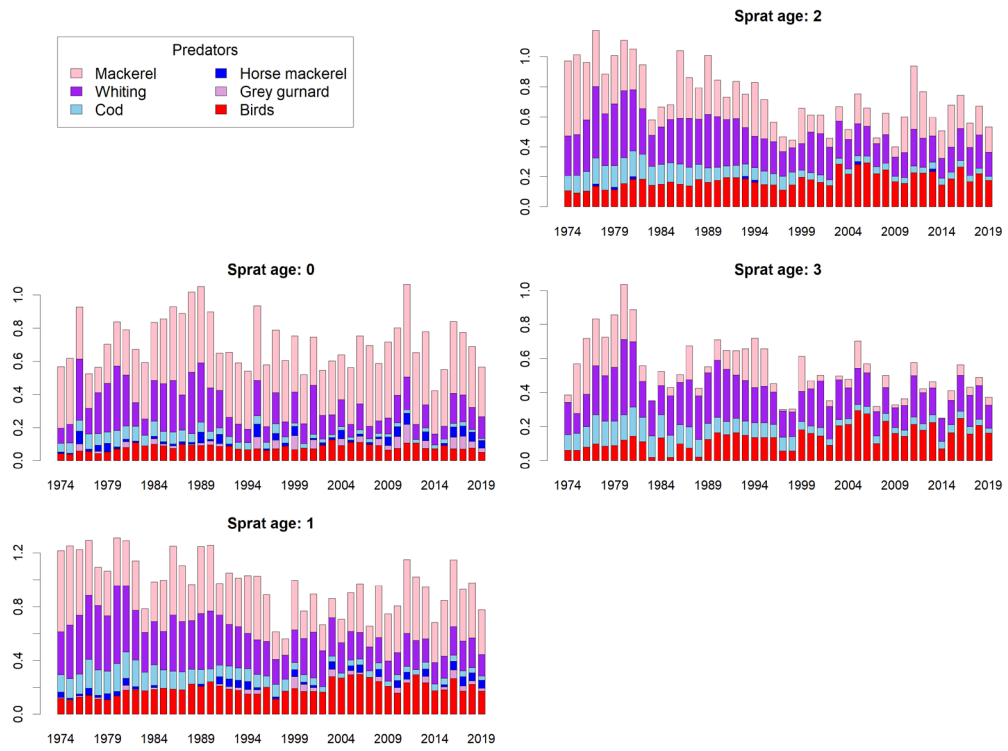 Predators
Mackerel
Horse mackerel
Whiting
Grey gurnard
Cod
Birds
Sprat age: 2
0.0 0.2 0.4 0.6 0.8 1.0
1974 1979 1984 1989 1994 1999 2004 2009 2014 2019
Sprat age: 0
0.0 0.2 0.4 0.6 0.8 1.0
1974 1979 1984 1989 1994 1999 2004 2009 2014 2019
Sprat age: 3
0.0 0.2 0.4 0.6 0.8 1.0
1974 1979 1984 1989 1994 1999 2004 2009 2014 2019
Sprat age: 1
0.0 0.4 0.8 1.2
1974 1979 1984 1989 1994 1999 2004 2009 2014 2019